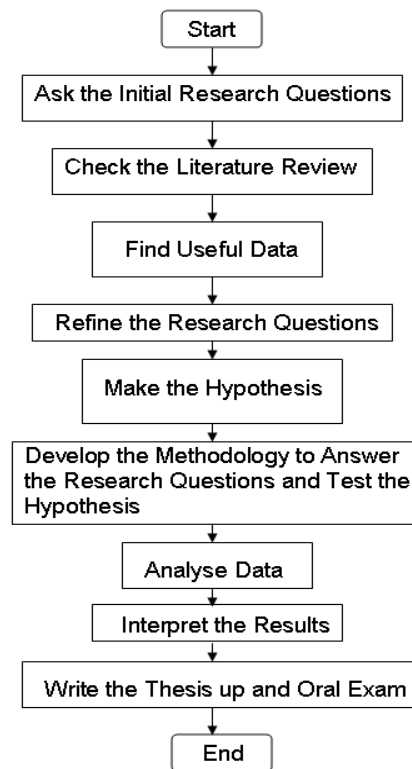 Start
Ask the Initial Research Questions
Check the Literature Review
Find Useful Data
Refine the Research Questions
Make the Hypothesis
Develop the Methodology to Answer
the Research Questions and Test the
Hypothesis
Analyse Data
Interpret the Results
Write the Thesis up and Oral Exam
End